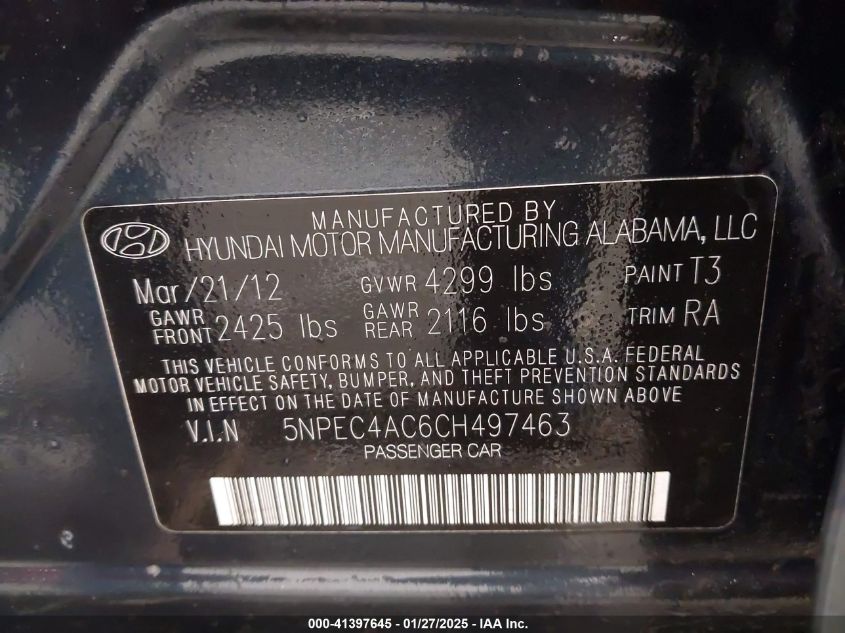 MANUFACTURED BY
HYUNDAI MOTOR MANUFACTURING ALABAMA, LLC
Mar/21/12 GVWR 4299 lbs PAINT T3
GAWR FRONT 2425 lbs GAWR REAR 2116 lbs TRIM RA
THIS VEHICLE CONFORMS TO ALL APPLICABLE U.S.A. FEDERAL
MOTOR VEHICLE SAFETY, BUMPER, AND THEFT PREVENTION STANDARDS
IN EFFECT ON THE DATE OF MANUFACTURE SHOWN ABOVE
V.I.N 5NPEC4AC6CH497463
PASSENGER CAR
000-41397645 - 01/27/2025 - Copyright © 2025 - IAA Inc.